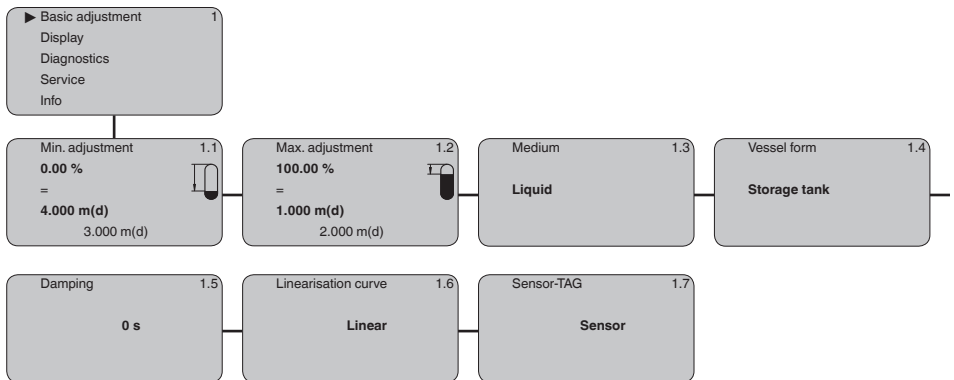 ▶ Basic adjustment 1
Display
Diagnostics
Service
Info
Min. adjustment 1.1
0.00 %
=
4.000 m(d)
3.000 m(d)
Max. adjustment 1.2
100.00 %
=
1.000 m(d)
2.000 m(d)
Medium 1.3
Liquid
Vessel form 1.4
Storage tank
Damping 1.5
0 s
Linearisation curve 1.6
Linear
Sensor-TAG 1.7
Sensor